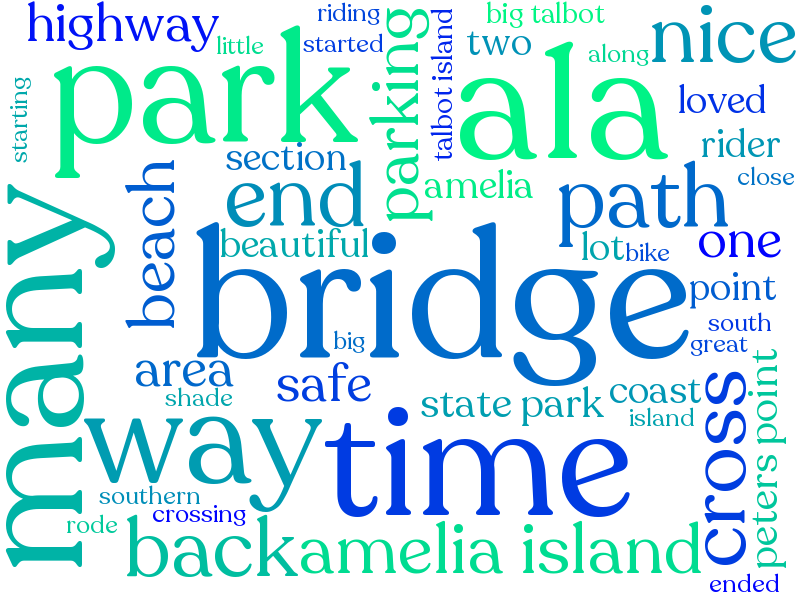 highway
little
riding
started
parking
talbot island
big talbot
two
along
nice
starting
park
ala
loved
rider
close
section
amelia
beach
end
path
beautiful
lot
bike
one
many
bridge
point
south
great
big
area
shade
safe
state park
coast
island
way
time
cross
peters point
southern
crossing
rode
back
amelia island
ended